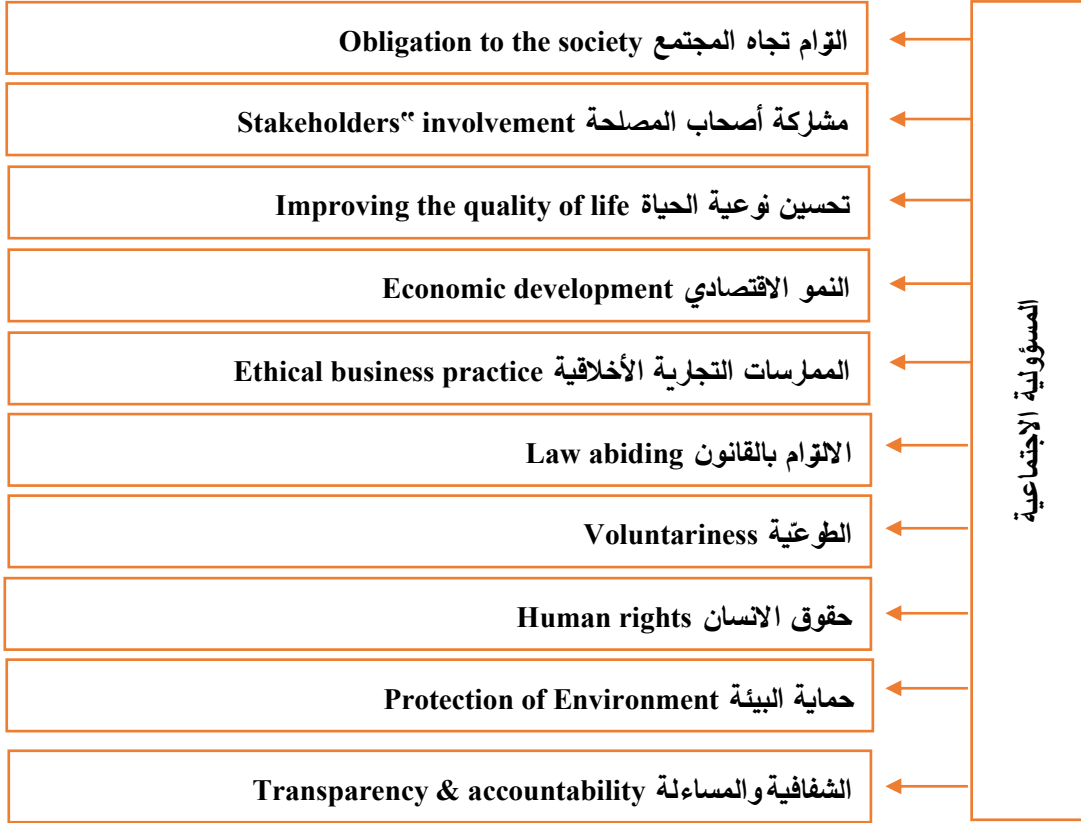 المسؤولية الاجتماعية
التزام تجاه المجتمع Obligation to the society
مشاركة أصحاب المصلحة Stakeholders‟ involvement
تحسين نوعية الحياة Improving the quality of life
النمو الاقتصادي Economic development
الممارسات التجارية الأخلاقية Ethical business practice
الالتزام بالقانون Law abiding
الطوعّية Voluntariness
حقوق الانسان Human rights
حماية البيئة Protection of Environment
الشفافية والمساءلة Transparency & accountability